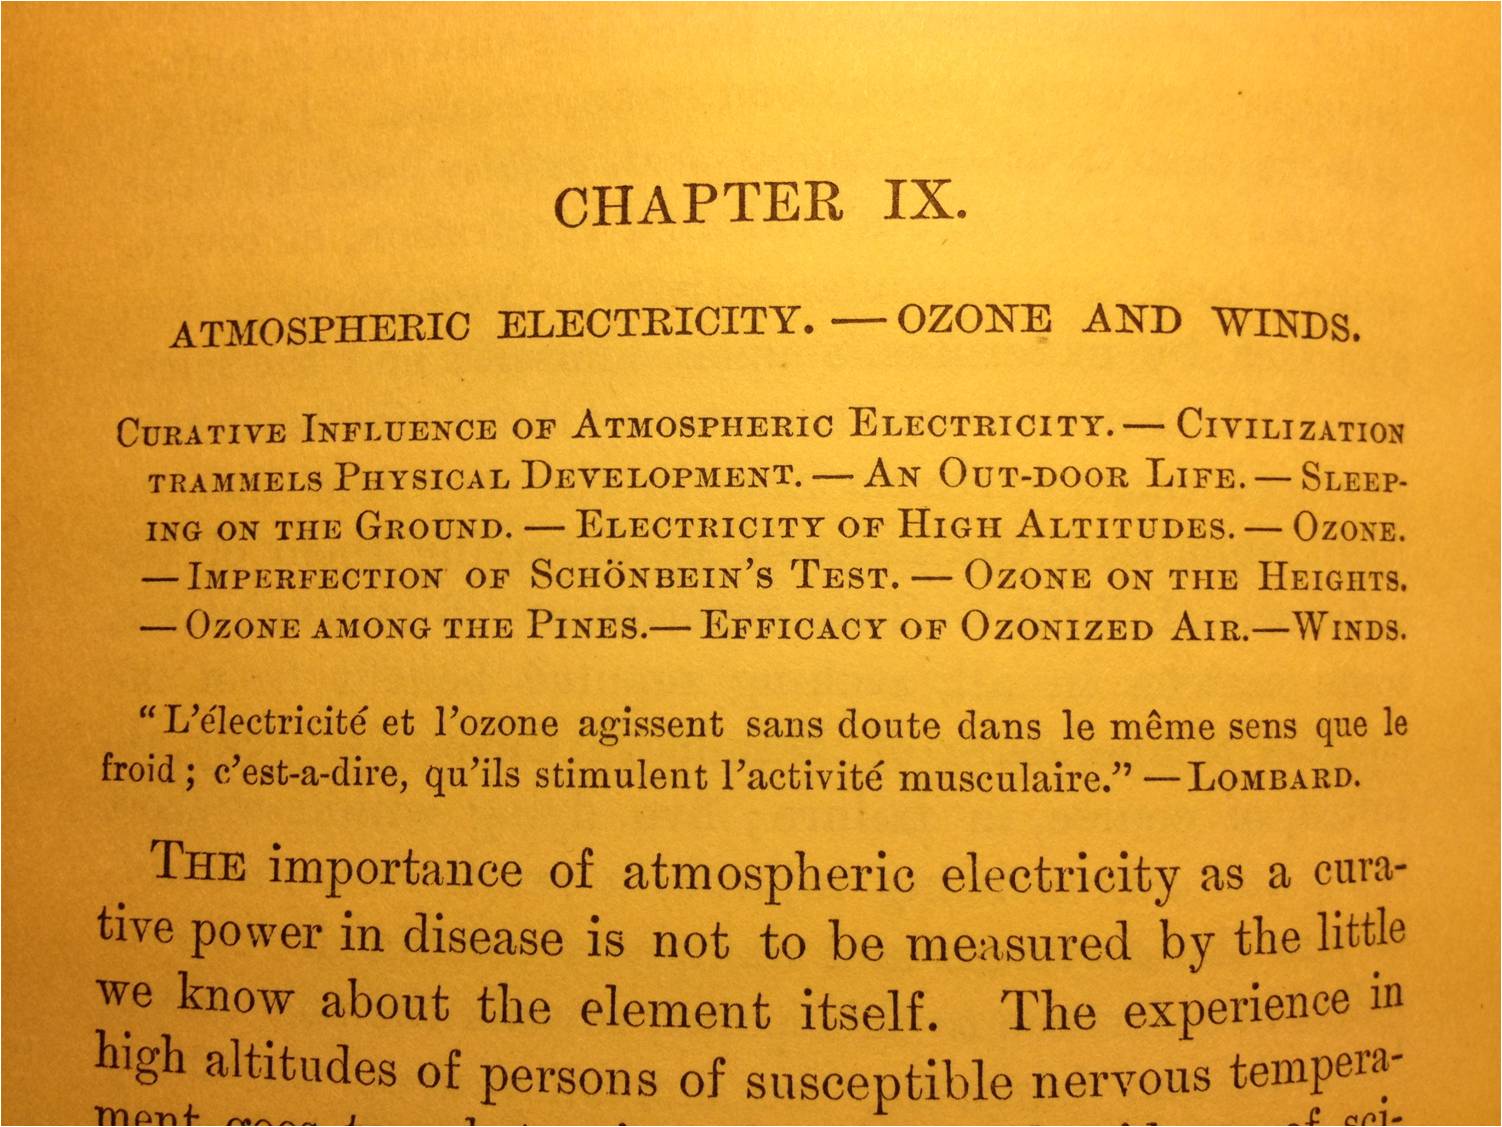 CHAPTER IX.
ATMOSPHERIC ELECTRICITY. — OZONE AND WINDS.
CURATIVE INFLUENCE OF ATMOSPHERIC ELECTRICITY. — CIVILIZATION
TRAMMELS PHYSICAL DEVELOPMENT. — AN OUT-DOOR LIFE. — SLEEP-
ING ON THE GROUND. — ELECTRICITY OF HIGH ALTITUDES. — OZONE.
— IMPERFECTION OF SCHÖNBEIN'S TEST. — OZONE ON THE HEIGHTS.
— OZONE AMONG THE PINES.— EFFICACY OF OZONIZED AIR.—WINDS.
“L’électricité et l’ozone agissent sans doute dans le même sens que le
froid ; c’est-a-dire, qu’ils stimulent l’activité musculaire.” — LOMBARD.
THE importance of atmospheric electricity as a cura-
tive power in disease is not to be measured by the little
we know about the element itself. The experience in
high altitudes of persons of susceptible nervous tempera-
ment goes of sci-